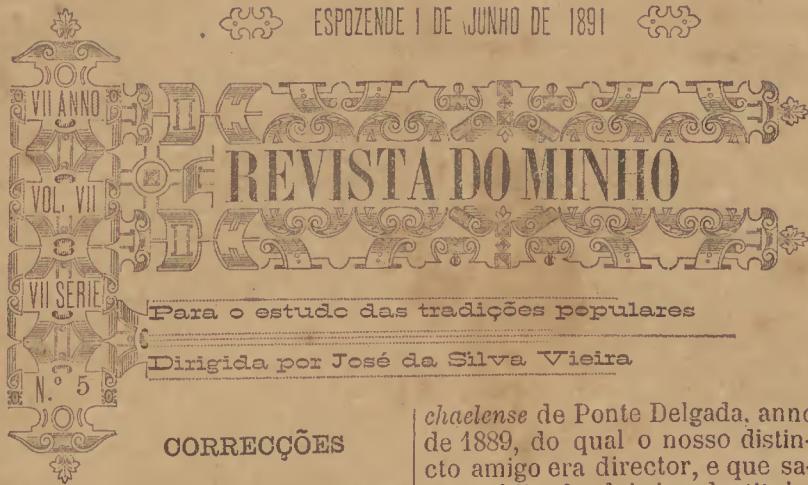 ESPOZENDE 1 DE JUNHO DE 1891
VII ANNO
VOL. VII
VII SERIE
N.º 5
REVISTA DO MINHO
Para o estudo das tradições populares
Dirigida por José da Silva Vieira
CORRECÇÕES
chaelense de Ponte Delgada, anno
de 1889, do qual o nosso distin-
cto amigo era director, e que sa-